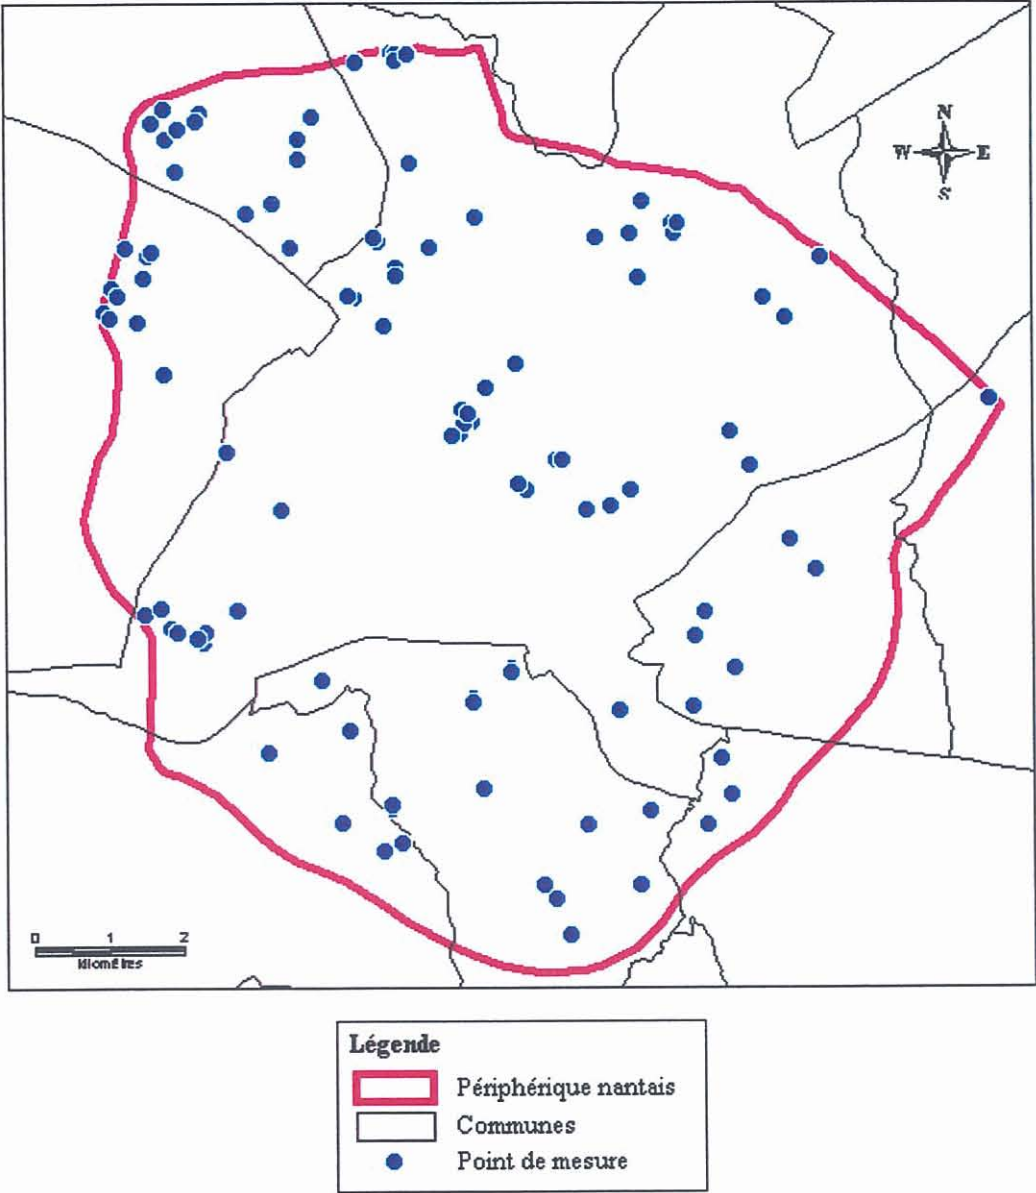 N
W E
S
0 1 2
kilomètres
Légende
Périphérique nantais
Communes
Point de mesure